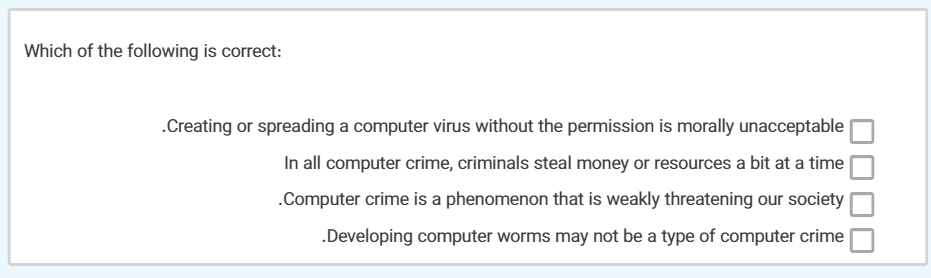 Which of the following is correct:
.Creating or spreading a computer virus without the permission is morally unacceptable
In all computer crime, criminals steal money or resources a bit at a time
.Computer crime is a phenomenon that is weakly threatening our society
.Developing computer worms may not be a type of computer crime